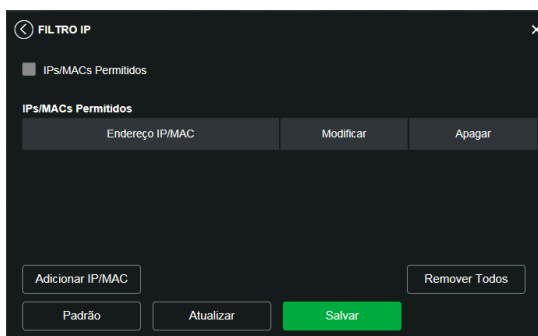 FILTRO IP
IPs/MACs Permitidos
IPs/MACs Permitidos
Endereço IP/MAC Modificar Apagar
Adicionar IP/MAC Remover Todos
Padrão Atualizar Salvar